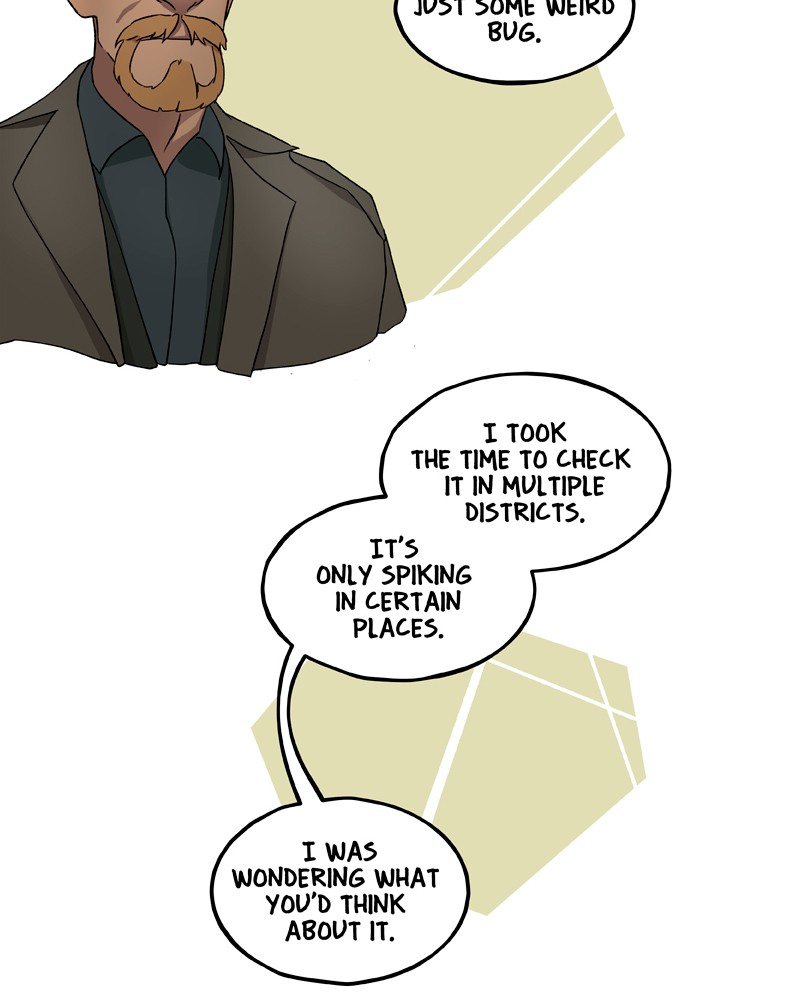 JUST SOME WEIRD
BUG.
I TOOK
THE TIME TO CHECK
IT IN MULTIPLE
DISTRICTS.
IT'S
ONLY SPIKING
IN CERTAIN
PLACES.
I WAS
WONDERING WHAT
YOU'D THINK
ABOUT IT.